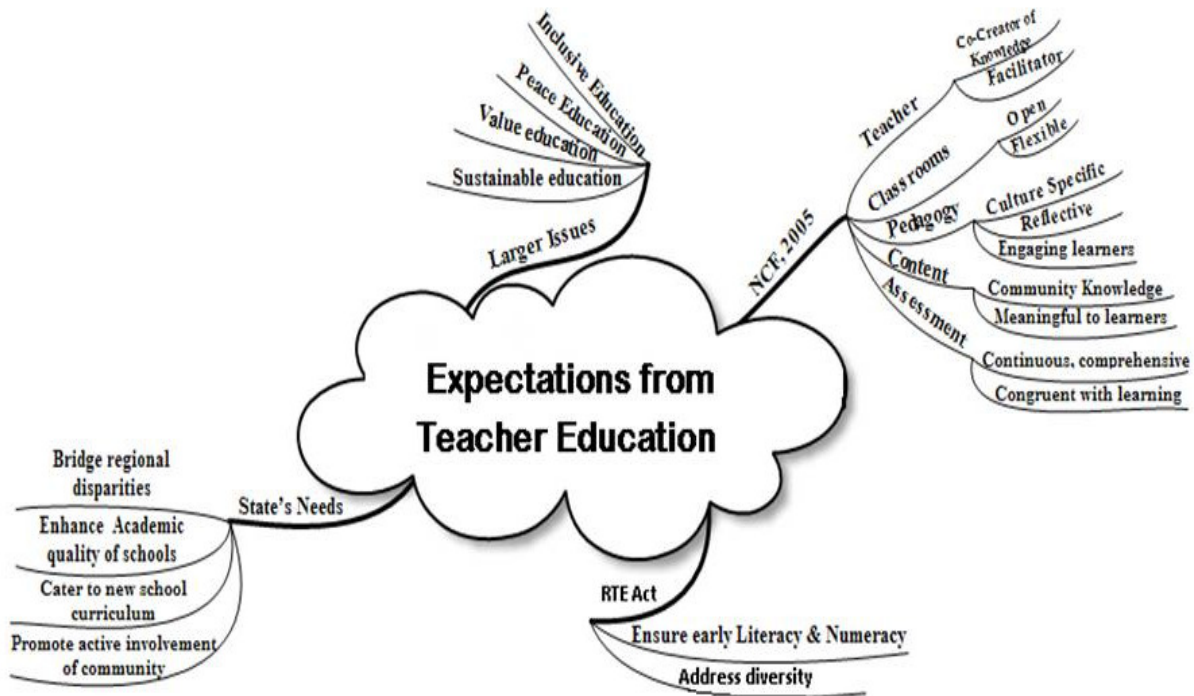 Expectations from
Teacher Education
Larger Issues
Inclusive Education
Peace Education
Value education
Sustainable education
NCF, 2005
Teacher
Co-Creator of
Knowledge
Facilitator
Classrooms
Open
Flexible
Pedagogy
Culture Specific
Reflective
Engaging learners
Content
Community Knowledge
Meaningful to learners
Assessment
Continuous, comprehensive
Congruent with learning
State's Needs
Bridge regional
disparities
Enhance Academic
quality of schools
Cater to new school
curriculum
Promote active involvement
of community
RTE Act
Ensure early Literacy & Numeracy
Address diversity